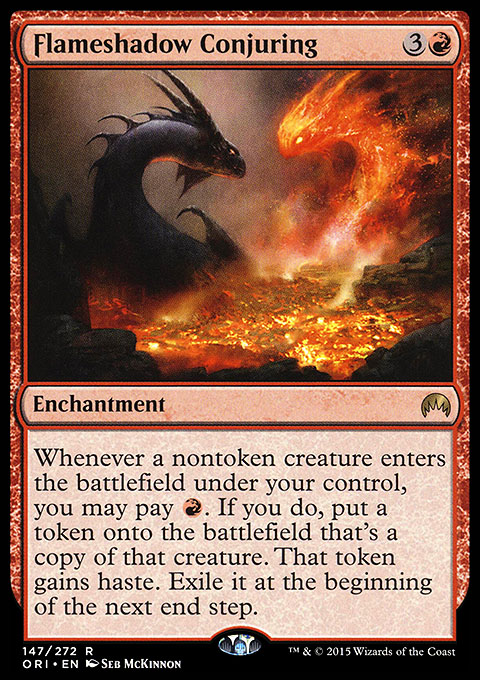 Flameshadow Conjuring 3
Enchantment
Whenever a nontoken creature enters
the battlefield under your control,
you may pay . If you do, put a
token onto the battlefield that's a
copy of that creature. That token
gains haste. Exile it at the beginning
of the next end step.
147/272 R
ORI • EN Seb McKinnon
™ & © 2015 Wizards of the Coast